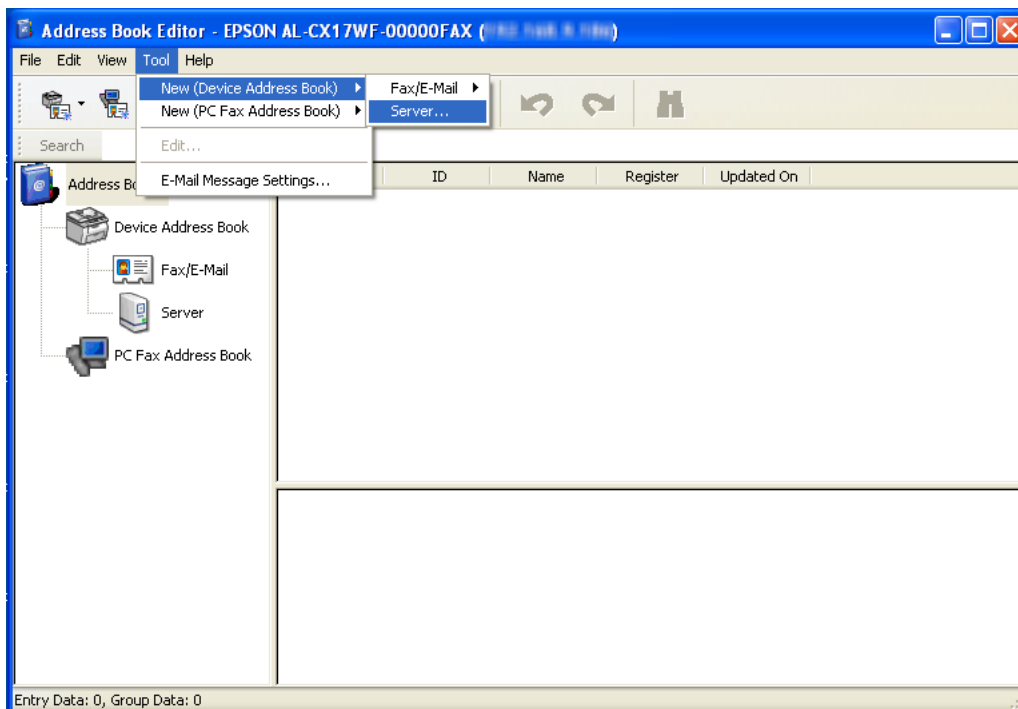 Address Book Editor - EPSON AL-CX17WF-00000FAX ( )
File Edit View Tool Help
New (Device Address Book) Fax/E-Mail
New (PC Fax Address Book) Server...
Search Edit...
E-Mail Message Settings...
Address Bo ID Name Register Updated On
Device Address Book
Fax/E-Mail
Server
PC Fax Address Book
Entry Data: 0, Group Data: 0